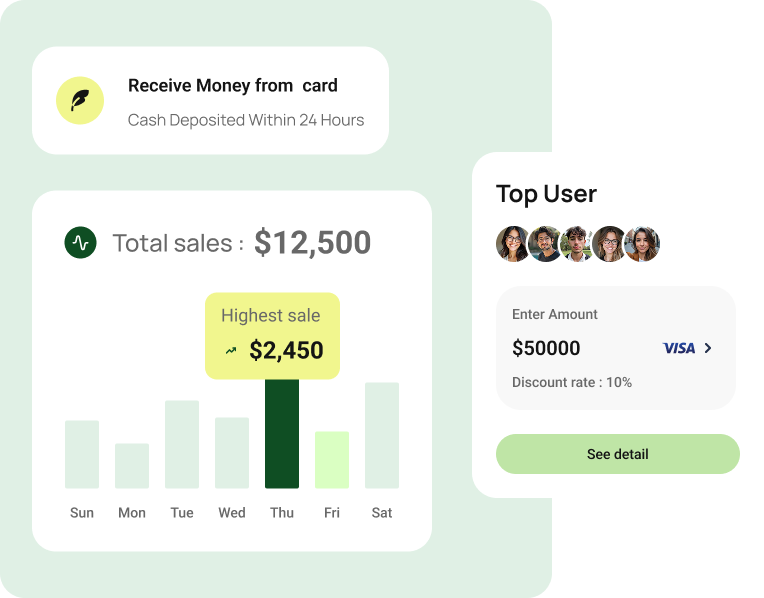 Receive Money from card
Cash Deposited Within 24 Hours
Total sales : $12,500
Highest sale
$2,450
Sun Mon Tue Wed Thu Fri Sat
Top User
Enter Amount
$50000 VISA
Discount rate : 10%
See detail